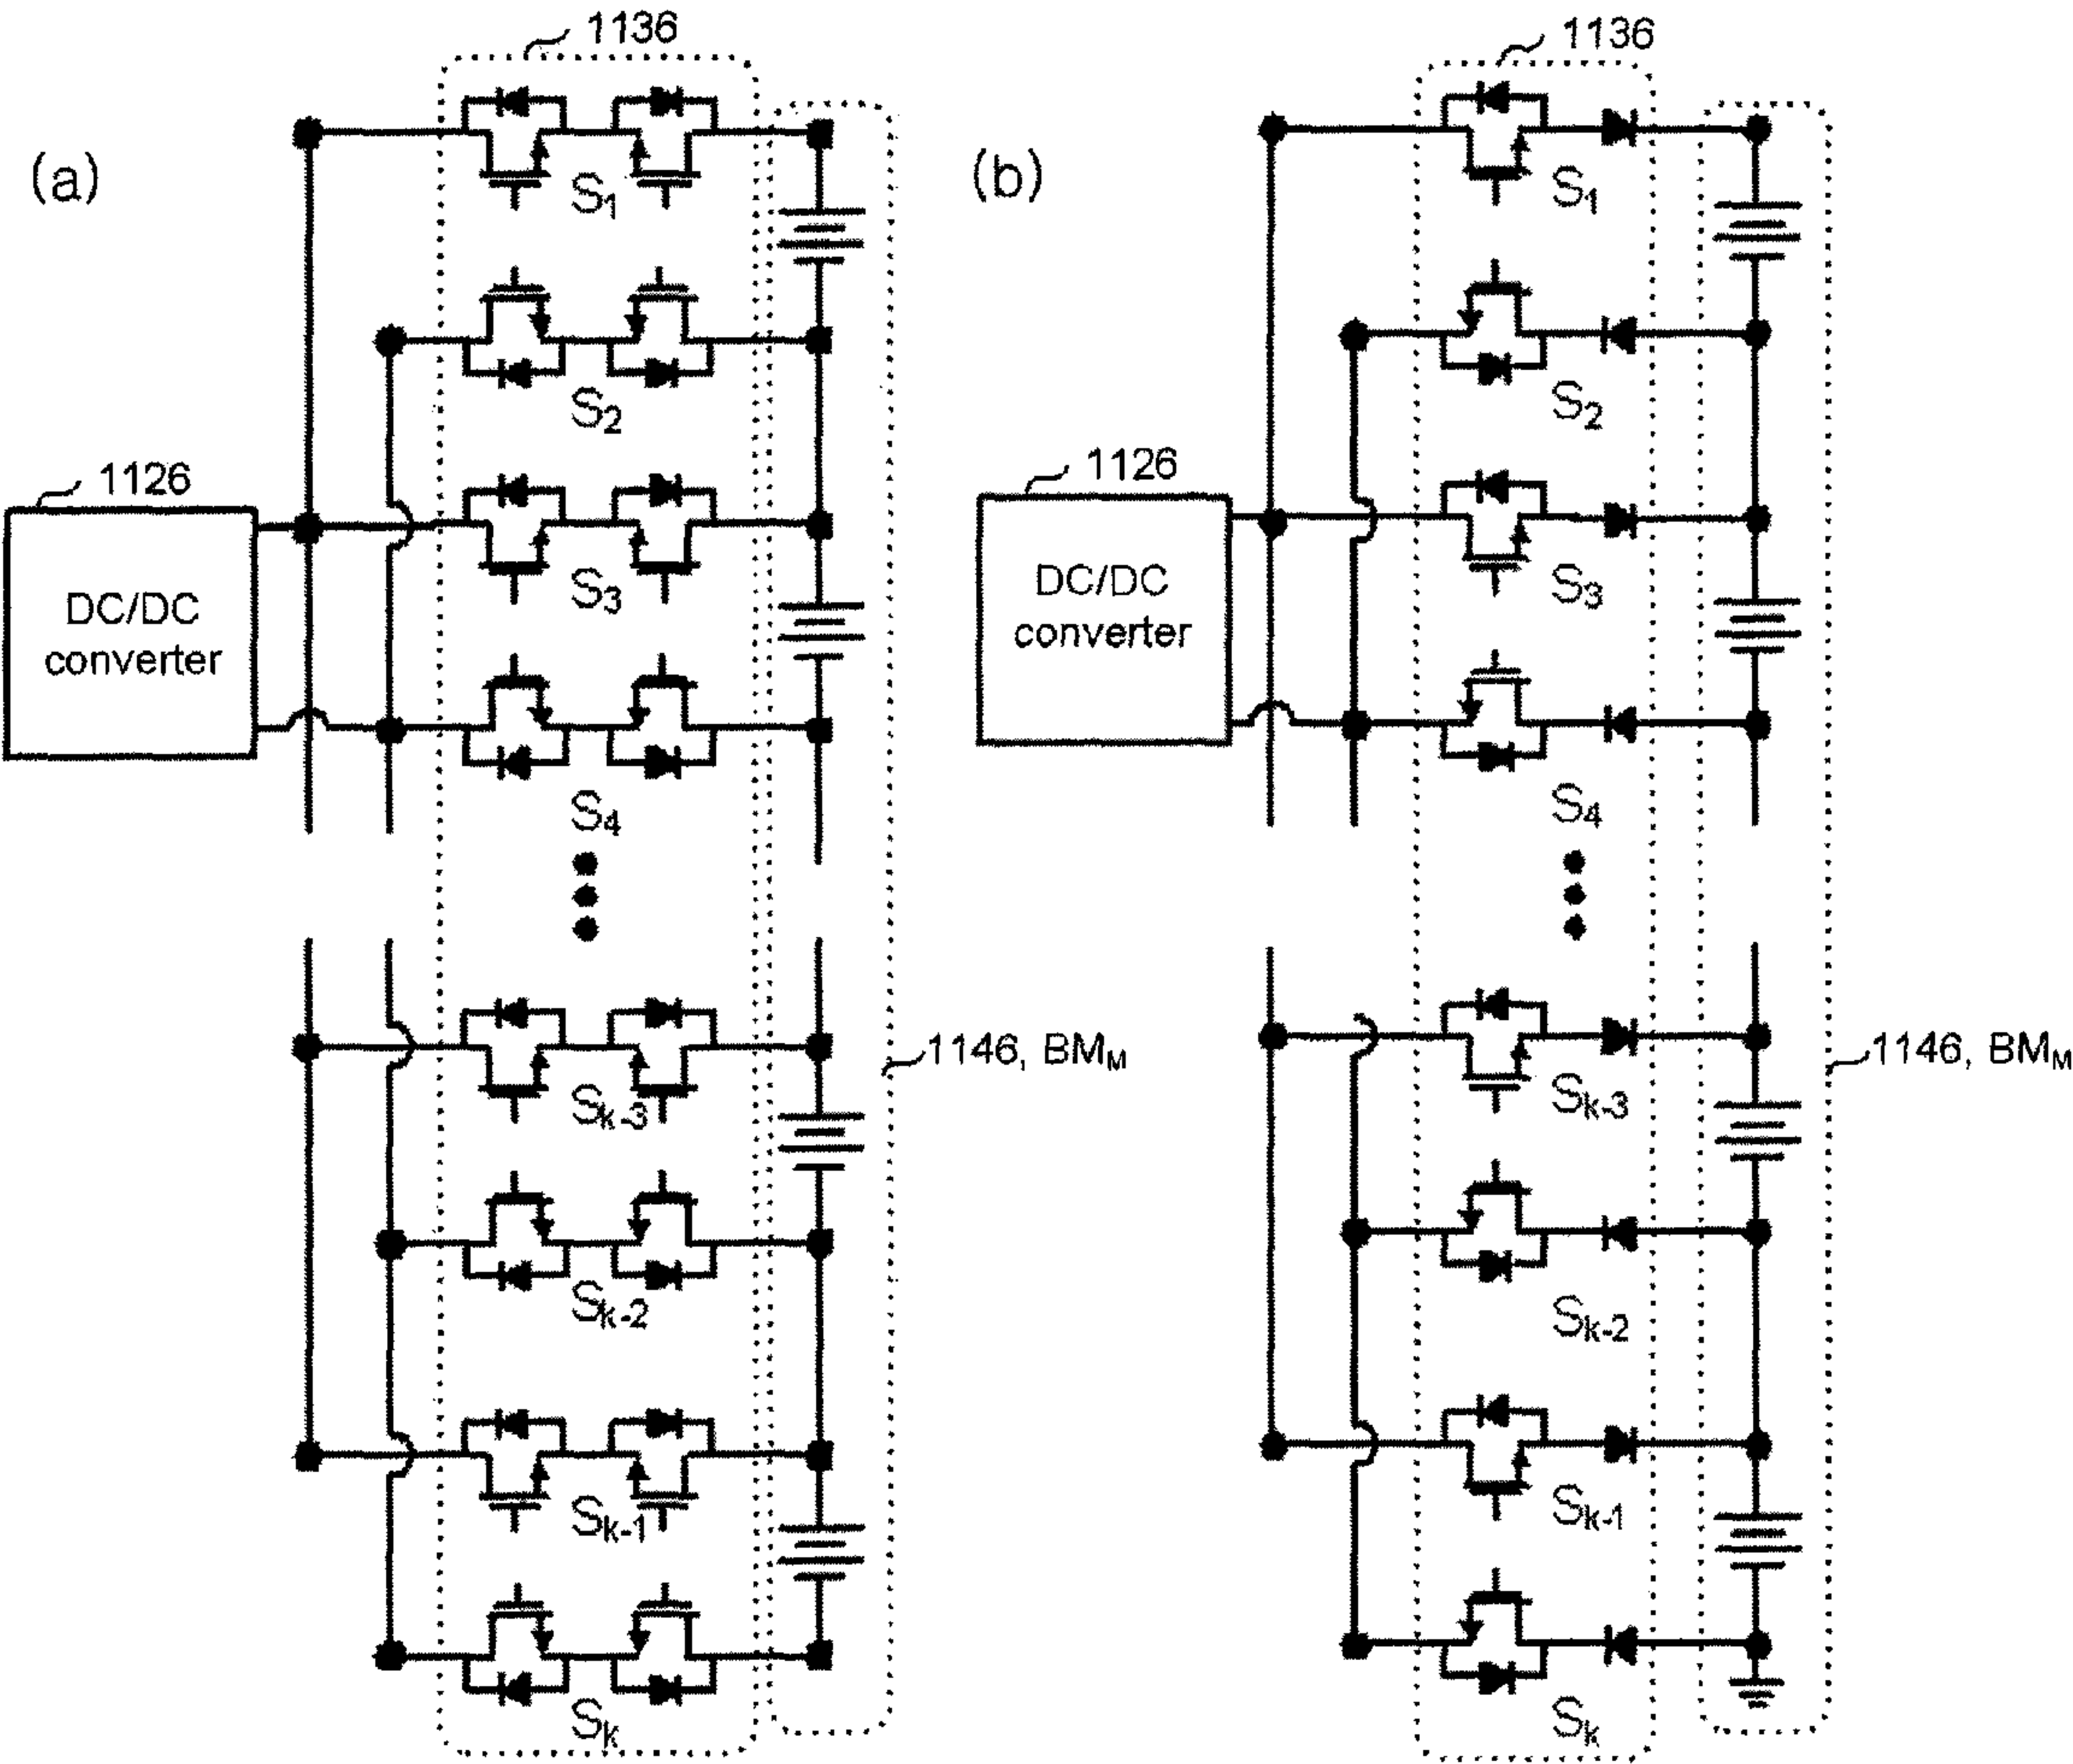 (a)
1136
S1
S2
1126
DC/DC
converter
S3
S4
Sk-3
1146, BMM
Sk-2
Sk-1
Sk
(b)
1136
S1
S2
1126
DC/DC
converter
S3
S4
Sk-3
1146, BMM
Sk-2
Sk-1
Sk